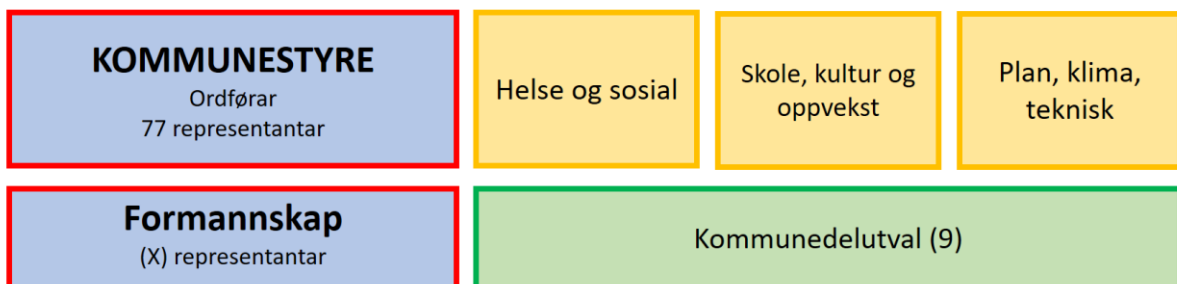 KOMMUNESTYRE
Ordførar
77 representantar
Helse og sosial
Skole, kultur og
oppvekst
Plan, klima,
teknisk
Formannskap
(X) representantar
Kommunedelutval (9)